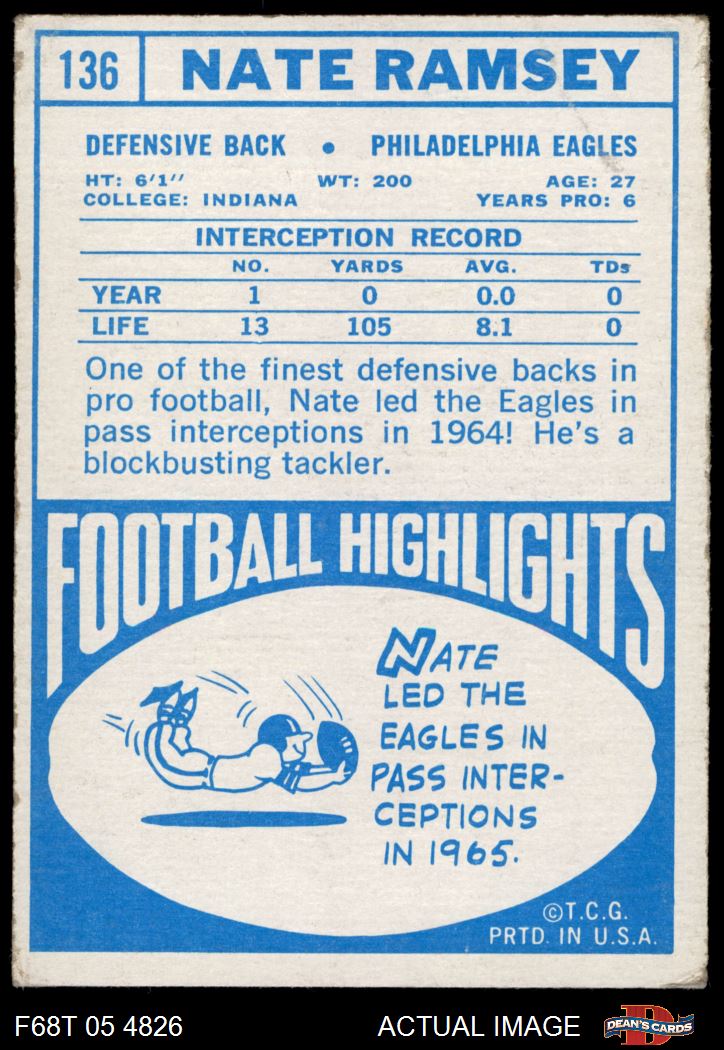 136 NATE RAMSEY
DEFENSIVE BACK • PHILADELPHIA EAGLES
HT: 6'1'' WT: 200 AGE: 27
COLLEGE: INDIANA YEARS PRO: 6
INTERCEPTION RECORD
NO. YARDS AVG. TDs
YEAR 1 0 0.0 0
LIFE 13 105 8.1 0
One of the finest defensive backs in
pro football, Nate led the Eagles in
pass interceptions in 1964! He's a
blockbusting tackler.
FOOTBALL HIGHLIGHTS
NATE
LED THE
EAGLES IN
PASS INTER-
CEPTIONS
IN 1965.
©T.C.G.
PRTD. IN U.S.A.
F68T 05 4826 ACTUAL IMAGE D DEAN'S CARDS